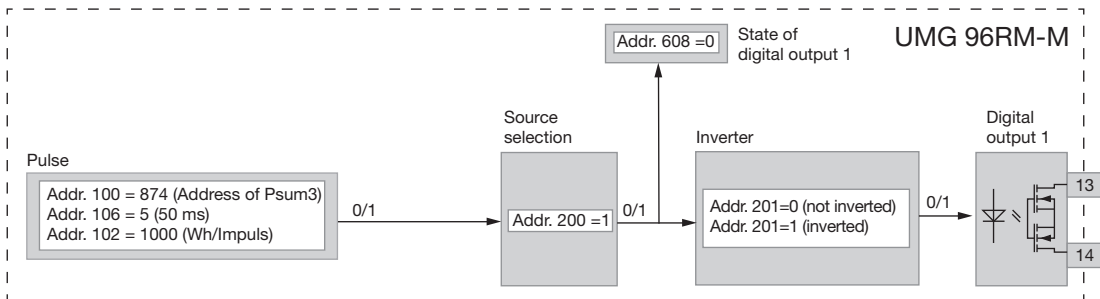 UMG 96RM-M
Addr. 608 =0
State of
digital output 1
Pulse
Addr. 100 = 874 (Address of Psum3)
Addr. 106 = 5 (50 ms)
Addr. 102 = 1000 (Wh/Impuls)
0/1
Source
selection
Addr. 200 =1
0/1
Inverter
Addr. 201=0 (not inverted)
Addr. 201=1 (inverted)
0/1
Digital
output 1
13
14